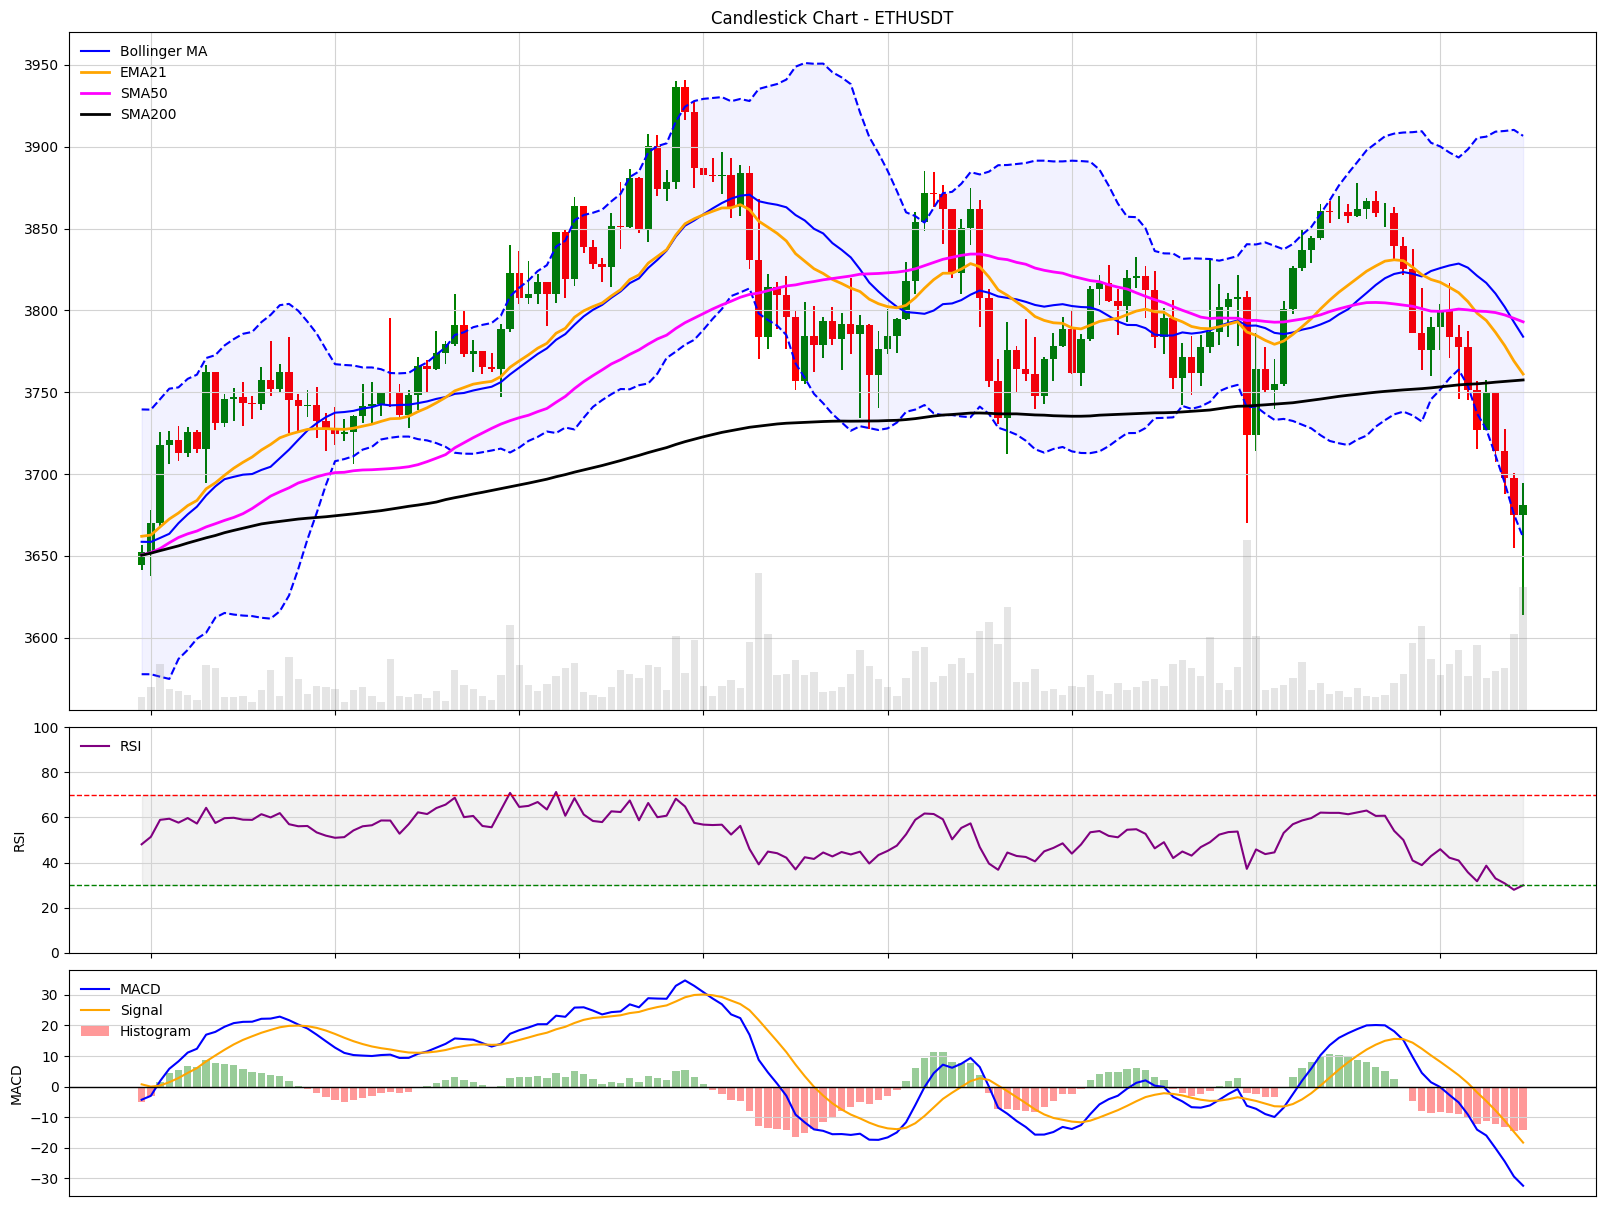 Candlestick Chart - ETHUSDT
Bollinger MA
EMA21
SMA50
SMA200
3950
3900
3850
3800
3750
3700
3650
3600
RSI
100
80
60
40
20
0
RSI
MACD
Signal
Histogram
30
20
10
0
−10
−20
−30
MACD